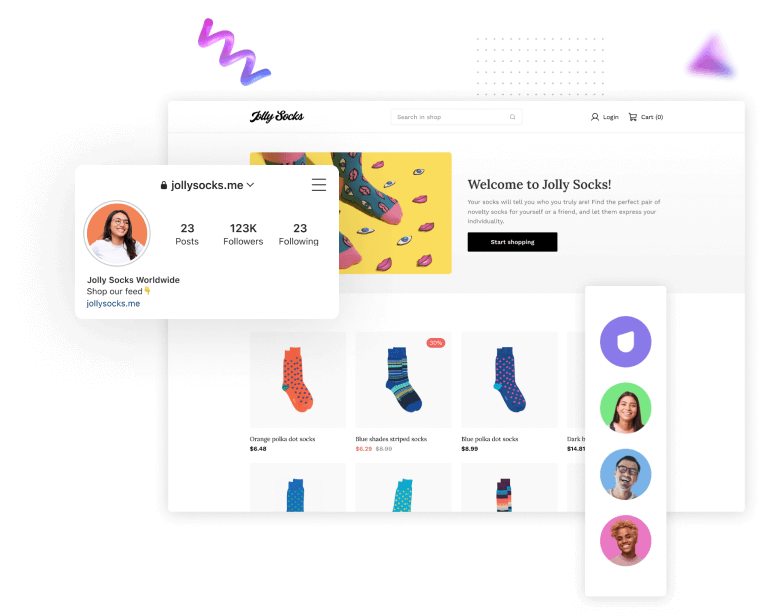 Jolly Socks
Search in shop
Login
Cart (0)
jollysocks.me
23
123K
23
Posts
Followers
Following
Jolly Socks Worldwide
Shop our feed👇
jollysocks.me
Welcome to Jolly Socks!
Your socks will tell you who you truly are! Find the perfect pair of
novelty socks for yourself or a friend, and let them express your
individuality.
Start shopping
30%
Orange polka dot socks
$6.48
Blue shades striped socks
$6.29 $8.99
Blue polka dot socks
$8.99
Dark b
$14.81